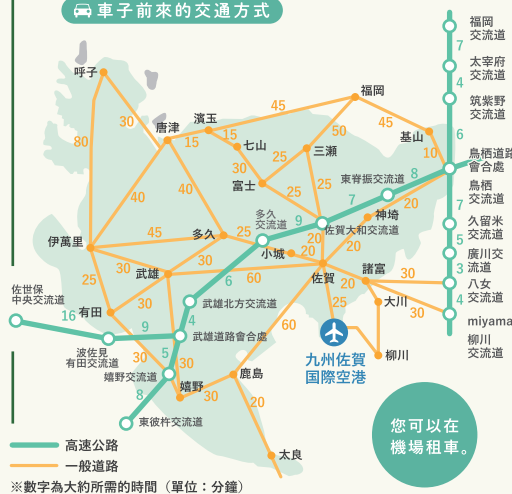 車子前來的交通方式
福岡
交流道
7
太宰府
交流道
4
筑紫野
交流道
6
鳥栖道路
會合處
鳥栖
交流道
7
久留米
交流道
5
廣川交
流道
3
八女
交流道
4
miyama
柳川
交流道
呼子
福岡
濱玉
唐津
七山
三瀨
基山
富士
東脊振交流道
神埼
多久
交流道
佐賀大和交流道
伊萬里
多久
小城
武雄
佐賀
諸富
佐世保
中央交流道
有田
武雄北方交流道
大川
波佐見
有田交流道
武雄道路會合處
九州佐賀
国際空港
柳川
嬉野交流道
嬉野
鹿島
東彼杵交流道
太良
45
30
15
15
50
45
10
80
30
25
25
25
8
40
40
7
20
9
45
25
20
20
20
30
30
60
6
25
30
20
30
25
30
16
9
4
60
30
5
30
8
30
20
高速公路
一般道路
您可以在
機場租車。
※數字為大約所需的時間（單位：分鐘）